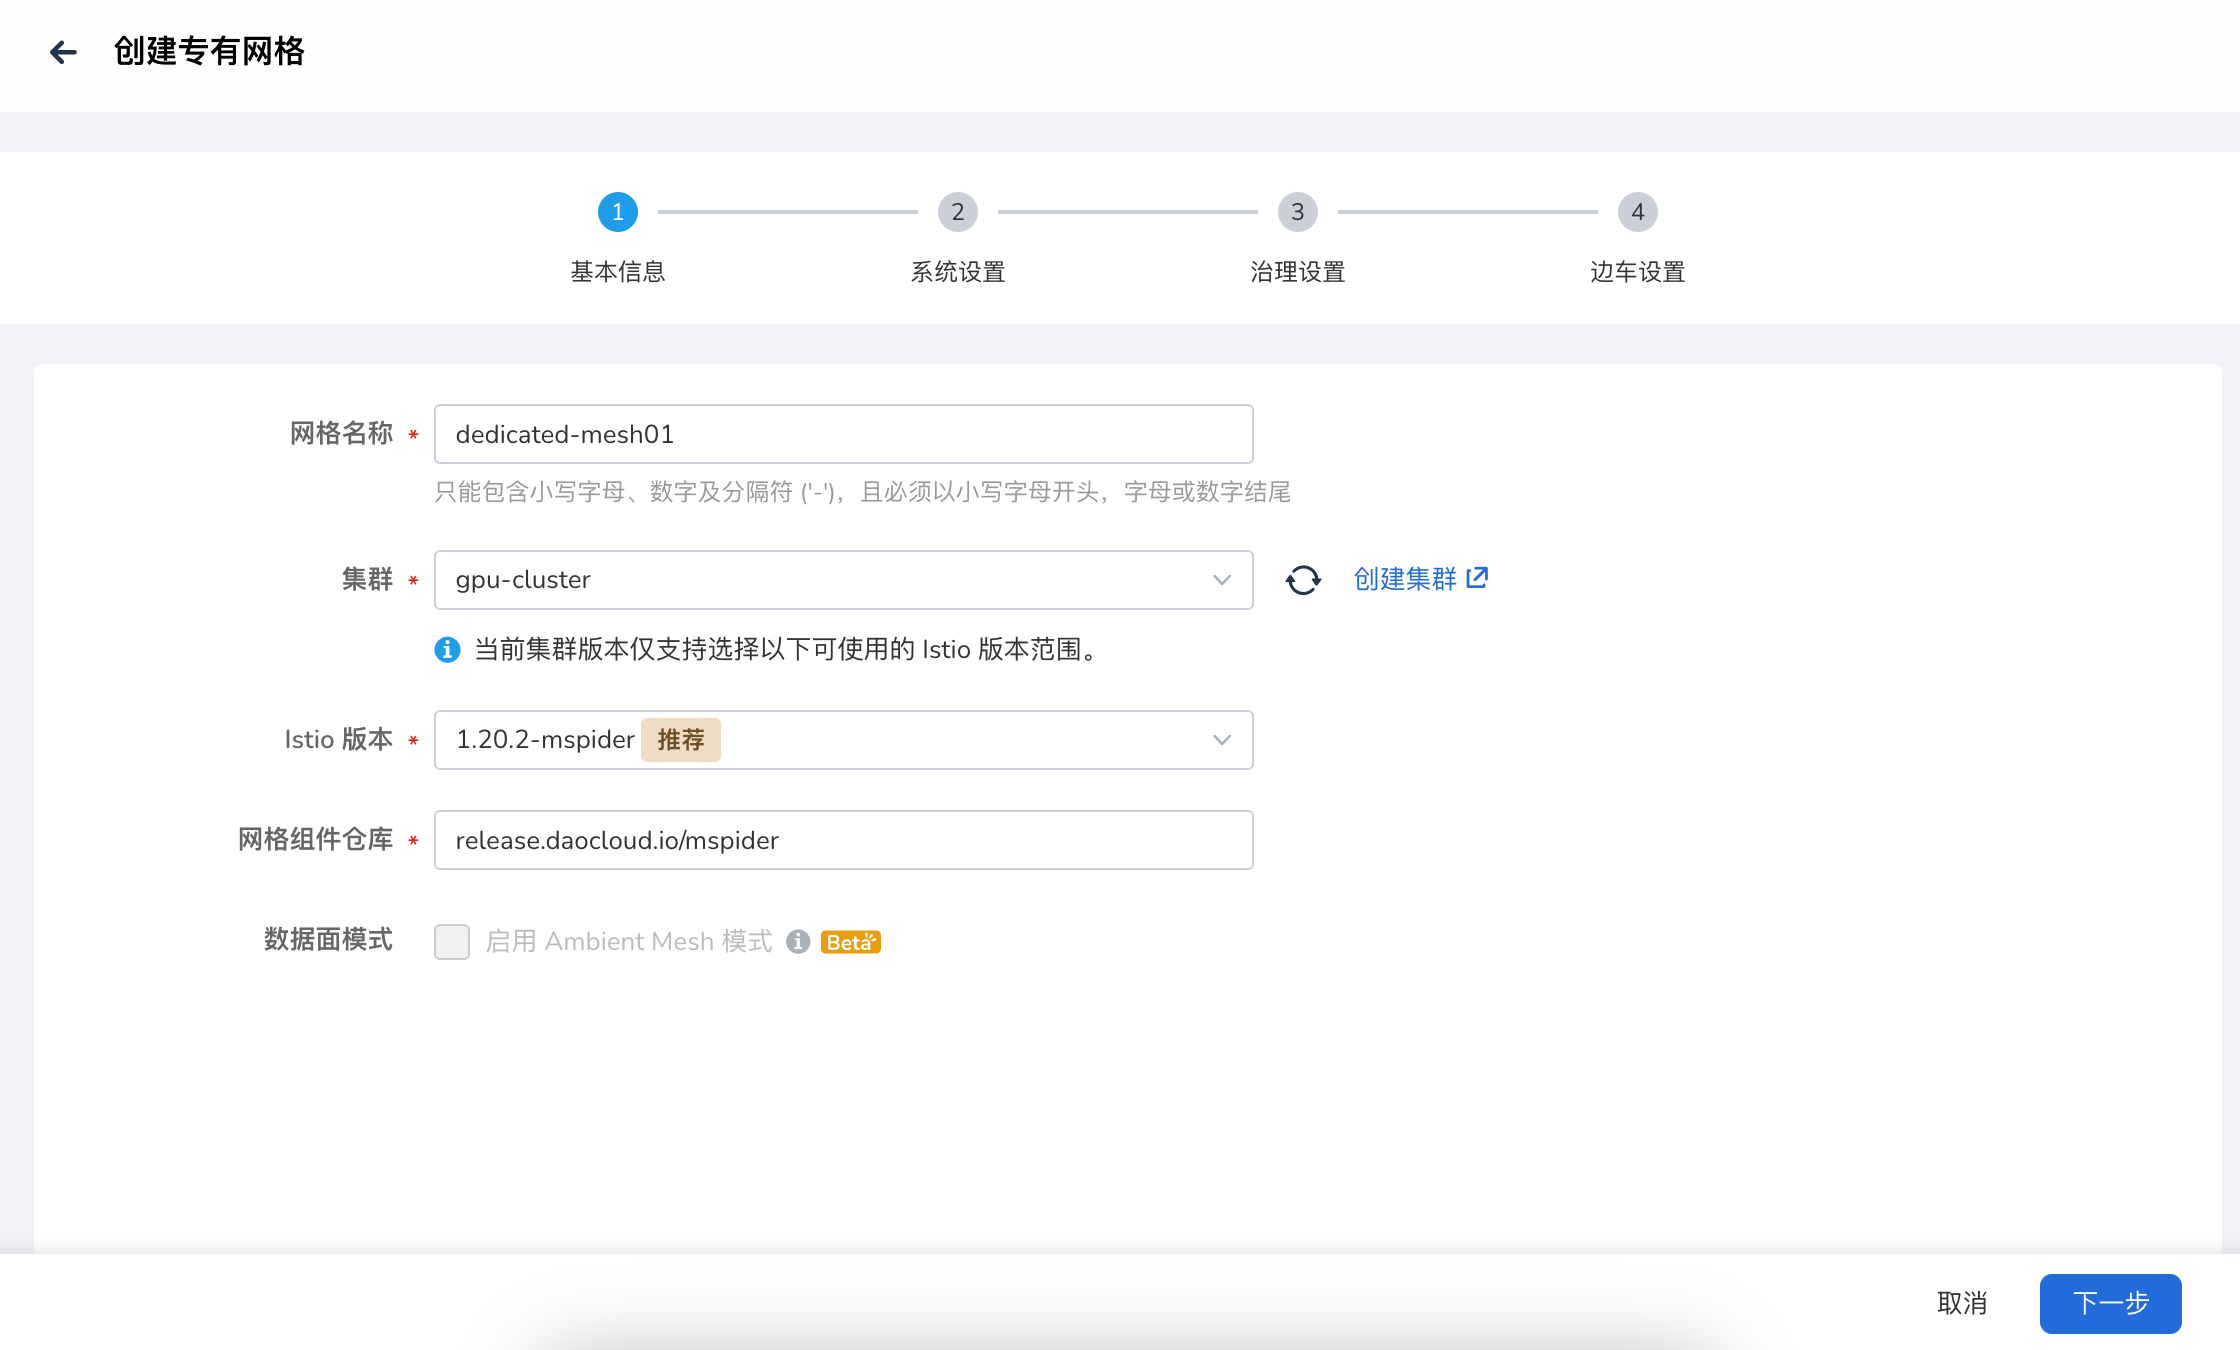 创建专有网格
1 2 3 4
基本信息 系统设置 治理设置 边车设置
网格名称 * dedicated-mesh01
只能包含小写字母、数字及分隔符 ('-')，且必须以小写字母开头，字母或数字结尾
集群 * gpu-cluster 创建集群
当前集群版本仅支持选择以下可使用的 Istio 版本范围。
Istio 版本 * 1.20.2-mspider 推荐
网格组件仓库 * release.daocloud.io/mspider
数据面模式 启用 Ambient Mesh 模式 Beta
取消 下一步